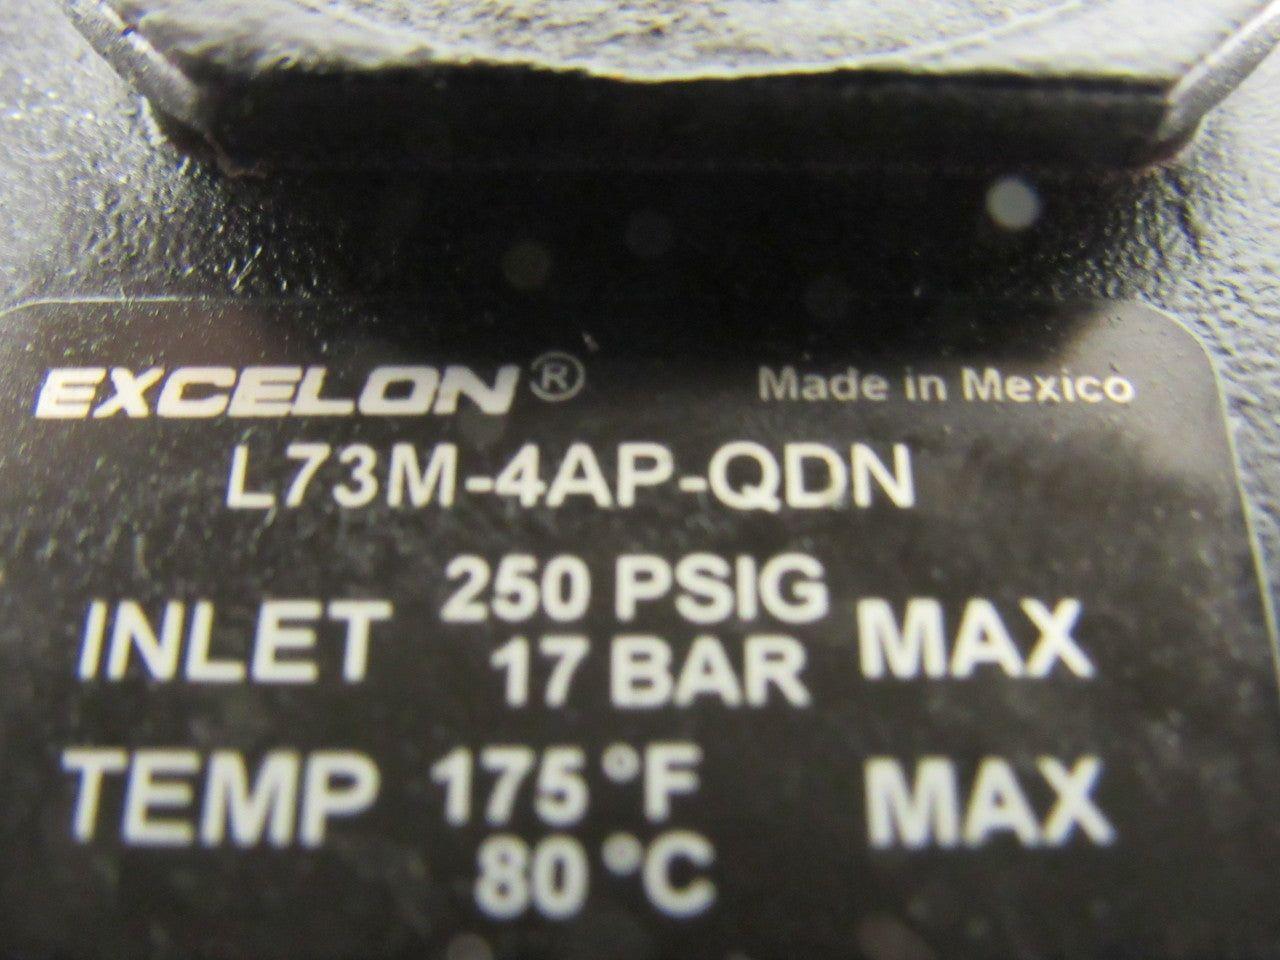 EXCELON® Made in Mexico
L73M-4AP-QDN
INLET 250 PSIG 17 BAR MAX
TEMP 175 °F 80 °C MAX